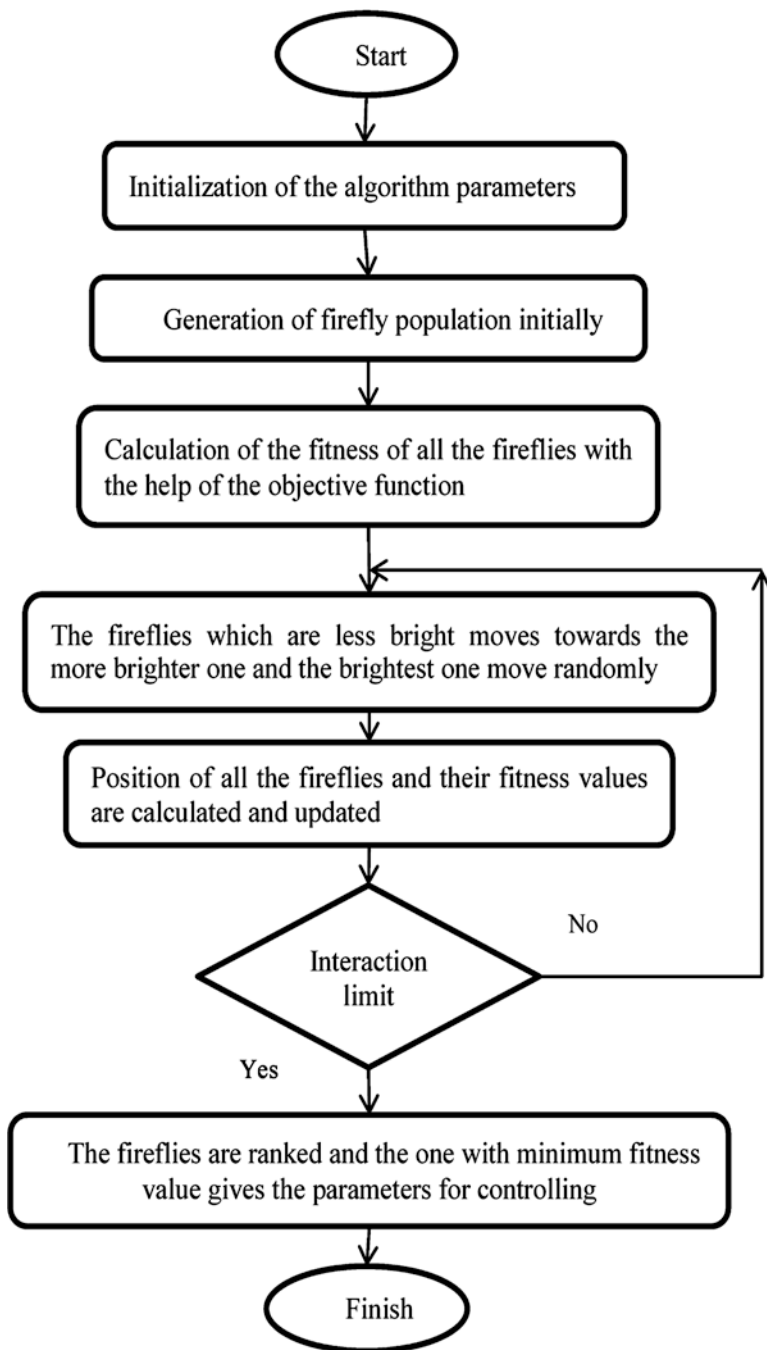 Start
Initialization of the algorithm parameters
Generation of firefly population initially
Calculation of the fitness of all the fireflies with
the help of the objective function
The fireflies which are less bright moves towards the
more brighter one and the brightest one move randomly
Position of all the fireflies and their fitness values
are calculated and updated
No
Interaction
limit
Yes
The fireflies are ranked and the one with minimum fitness
value gives the parameters for controlling
Finish